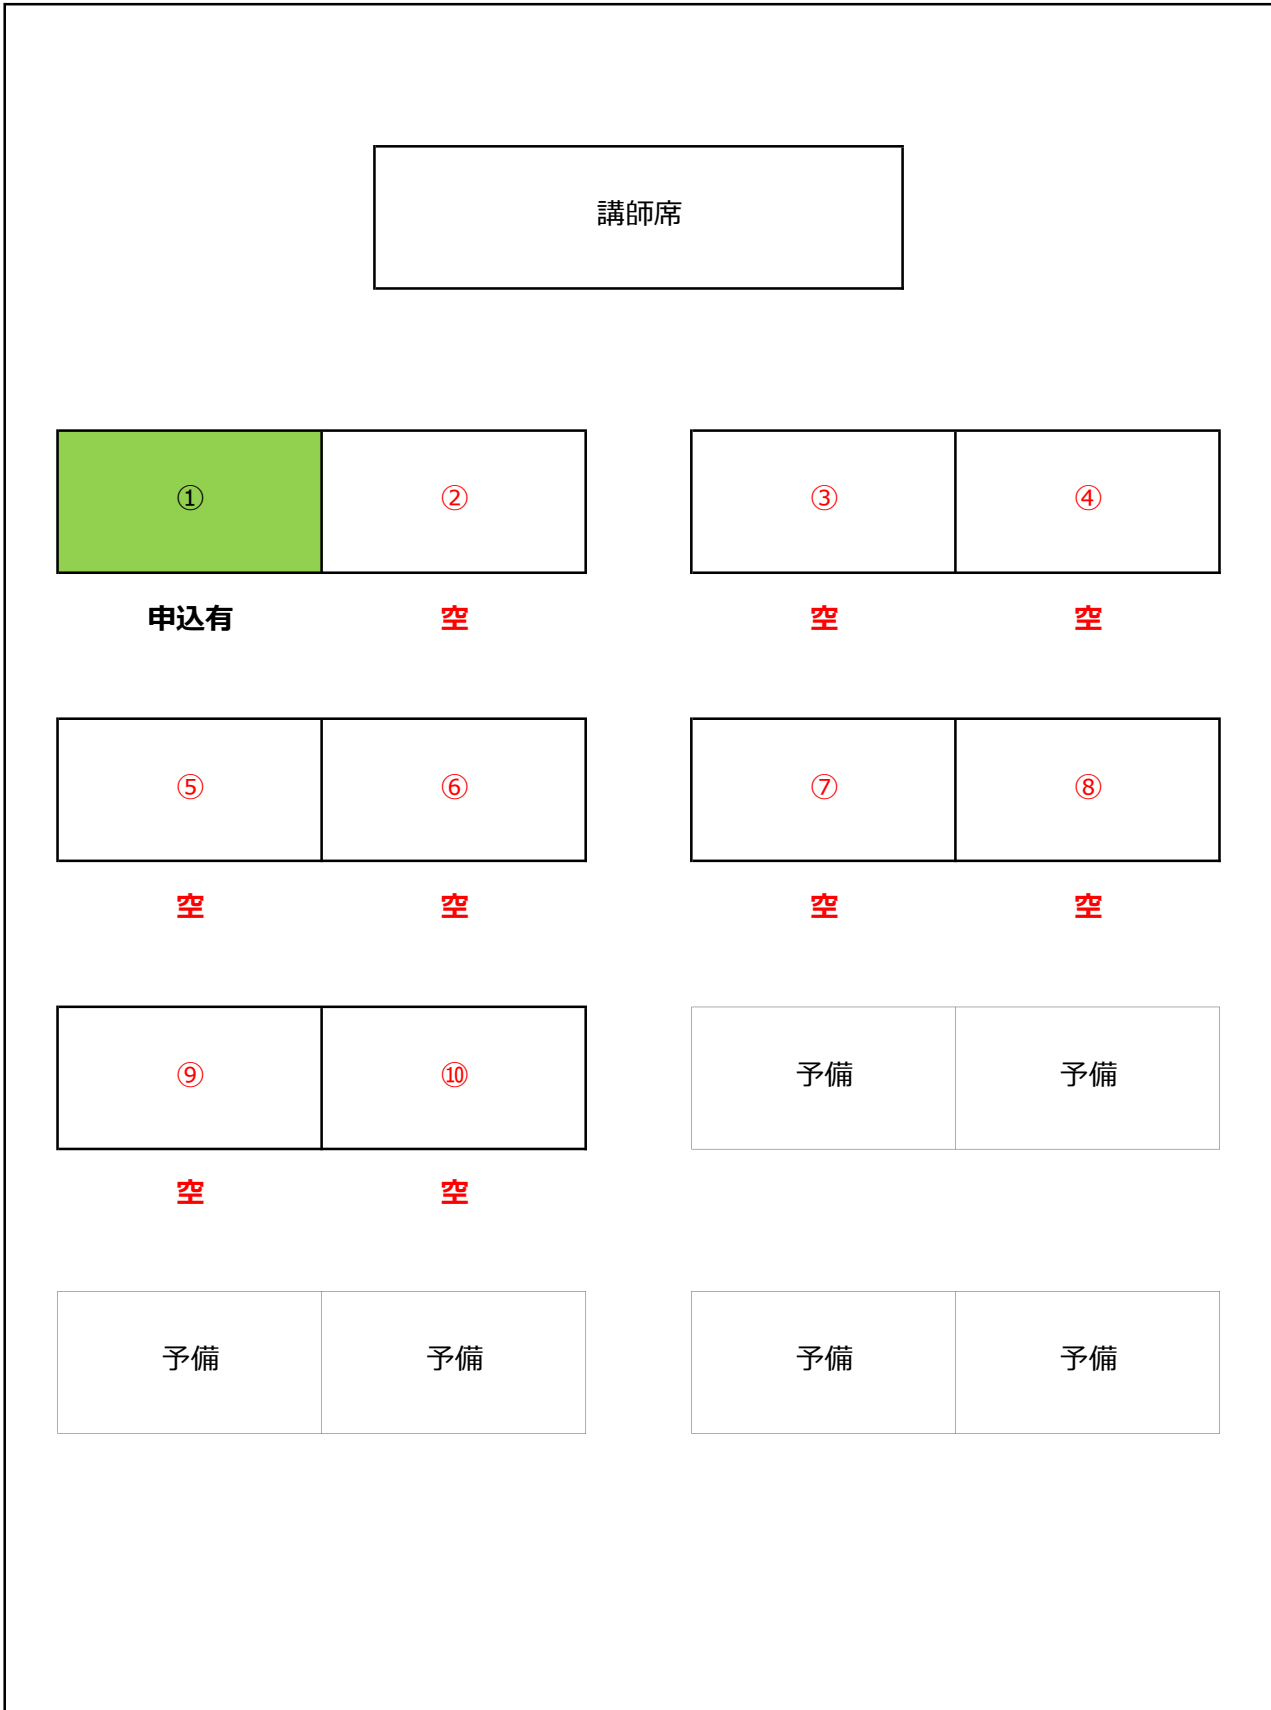 講師席
① ② ③ ④
申込有 空 空 空
⑤ ⑥ ⑦ ⑧
空 空 空 空
⑨ ⑩ 予備 予備
空 空
予備 予備 予備 予備